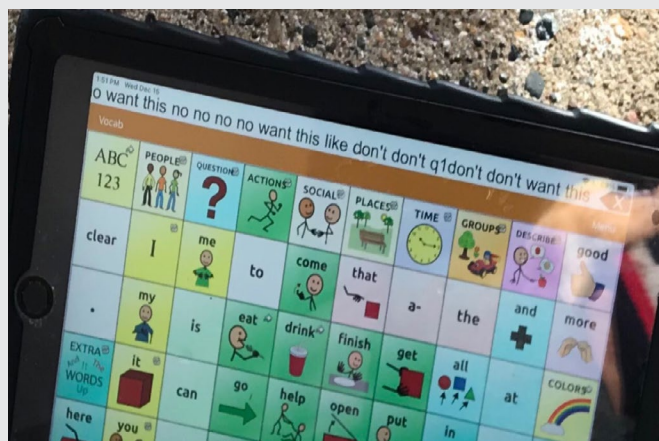 1:51 PM Wed Dec 15
o want this no no no no want this like don't don't q1don't don't want this
Vocab
Menu
ABC 123
PEOPLE
QUESTION
ACTIONS
SOCIAL
PLACES
TIME
GROUPS
DESCRIBE
good
clear
I
me
to
come
that
a-
the
and
more
.
my
is
eat
drink
finish
get
all
at
COLORS
EXTRA WORDS
it
can
go
help
open
put
in
here
you